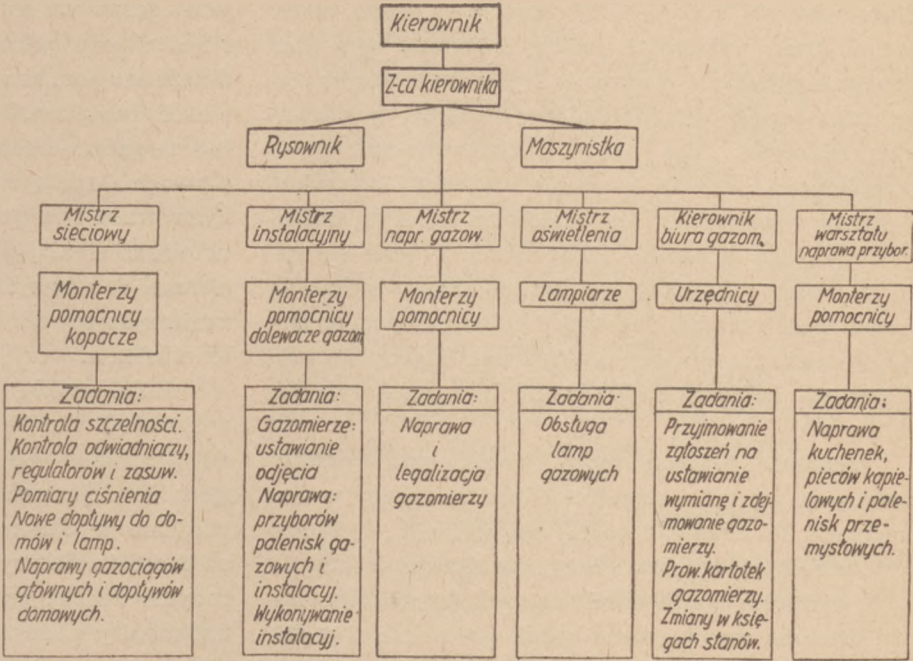 Kierownik
Z-ca kierownika
Rysownik
Maszynistka
Mistrz
sieciowy
Mistrz
instalacyjny
Mistrz
napr. gazow.
Mistrz
oświetlenia
Kierownik
biura gazom.
Mistrz
warsztatu
naprawa przybor.
Monterzy
pomocnicy
kopacze
Monterzy
pomocnicy
dolewacze gazom.
Monterzy
pomocnicy
Lampiarze
Urzędnicy
Monterzy
pomocnicy
Zadania:
Kontrola szczelności.
Kontrola odwiadniaczy,
regulatorów i zasuw.
Pomiary ciśnienia
Nowe dopływy do do-
mów i lamp.
Naprawy gazociągów
głównych i dopływów
domowych.
Zadania:
Gazomierze:
ustawianie
odjęcia
Naprawa:
przyborów
palenisk ga-
zowych i
instalacyj.
Wykonywanie
instalacyj.
Zadania:
Naprawa
i
legalizacja
gazomierzy
Zadania·
Obsługa
lamp
gazowych
Zadania:
Przyjmowanie
zgłoszeń na
ustawianie
wymianę i zdej-
mowanie gazo-
mierzy.
Prow. kartotek
gazomierzy.
Zmiany w księ-
gach stanów.
Zadania:
Naprawa
kuchenek,
pieców kąpie-
lowych i pale-
nisk prze-
mysłowych.